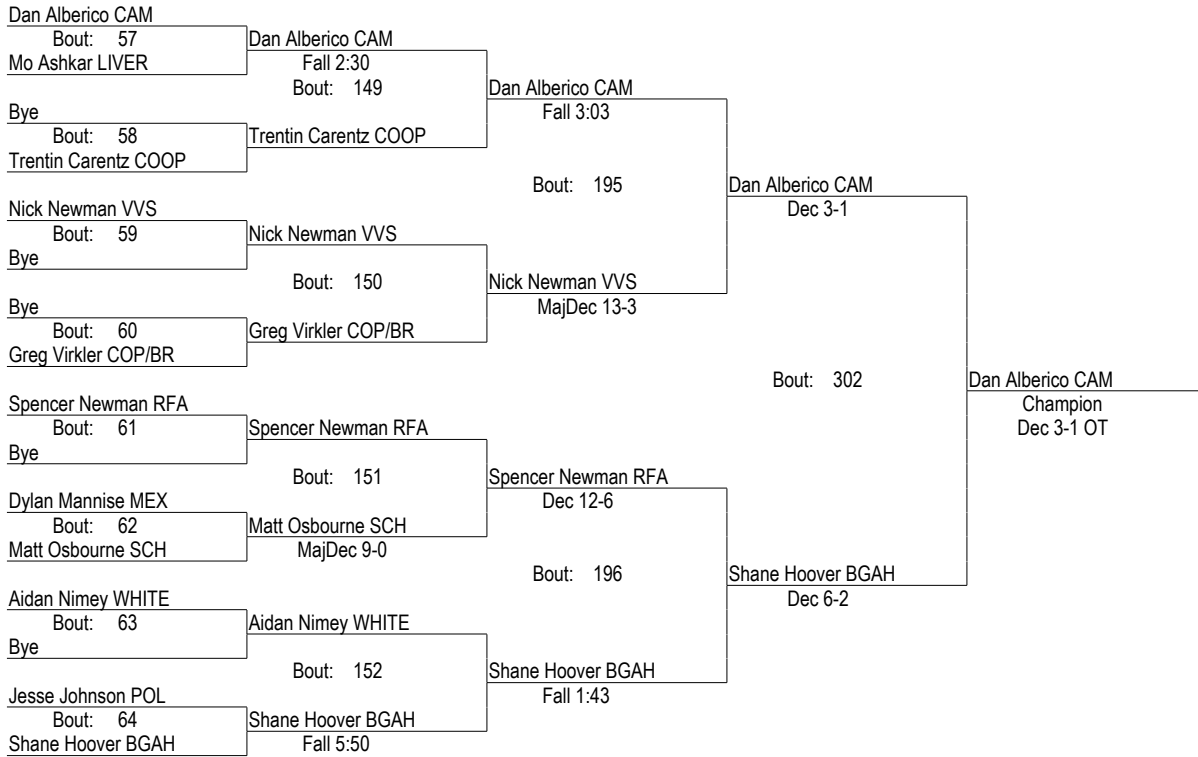 Dan Alberico CAM
Bout: 57
Mo Ashkar LIVER
Bye
Bout: 58
Trentin Carentz COOP
Nick Newman VVS
Bout: 59
Bye
Bye
Bout: 60
Greg Virkler COP/BR
Spencer Newman RFA
Bout: 61
Bye
Dylan Mannise MEX
Bout: 62
Matt Osbourne SCH
Aidan Nimey WHITE
Bout: 63
Bye
Jesse Johnson POL
Bout: 64
Shane Hoover BGAH
Dan Alberico CAM
Fall 2:30
Bout: 149
Trentin Carentz COOP
Nick Newman VVS
Bout: 150
Greg Virkler COP/BR
Spencer Newman RFA
Bout: 151
Matt Osbourne SCH
MajDec 9-0
Aidan Nimey WHITE
Bout: 152
Shane Hoover BGAH
Fall 5:50
Dan Alberico CAM
Fall 3:03
Bout: 195
Nick Newman VVS
MajDec 13-3
Spencer Newman RFA
Dec 12-6
Bout: 196
Shane Hoover BGAH
Fall 1:43
Dan Alberico CAM
Dec 3-1
Bout: 302
Shane Hoover BGAH
Dec 6-2
Dan Alberico CAM
Champion
Dec 3-1 OT